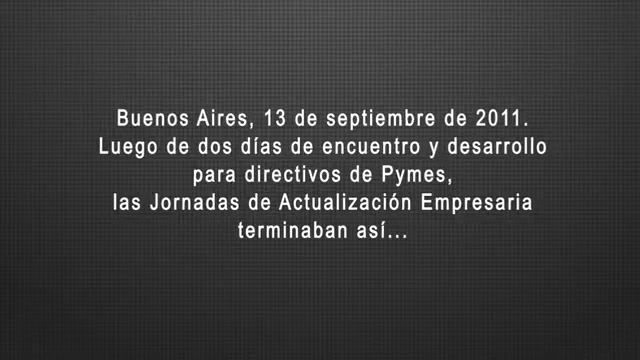 Buenos Aires, 13 de septiembre de 2011.
Luego de dos días de encuentro y desarrollo
para directivos de Pymes,
las Jornadas de Actualización Empresaria
terminaban así...